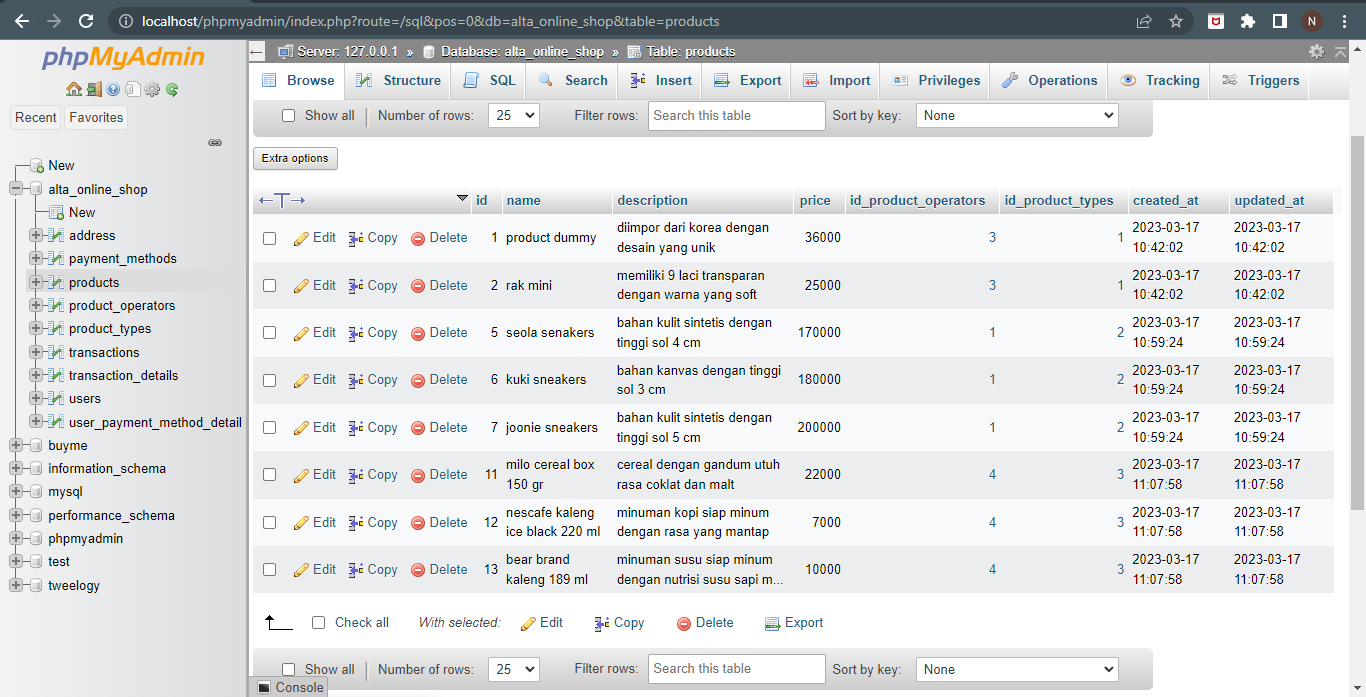 localhost/phpmyadmin/index.php?route=/sql&pos=0&db=alta_online_shop&table=products
N
phpMyAdmin
Recent Favorites
New
alta_online_shop
New
address
payment_methods
products
product_operators
product_types
transactions
transaction_details
users
user_payment_method_detail
buyme
information_schema
mysql
performance_schema
phpmyadmin
test
tweelogy
Server: 127.0.0.1 » Database: alta_online_shop » Table: products
Browse Structure SQL Search Insert Export Import Privileges Operations Tracking Triggers
Show all Number of rows: 25 Filter rows: Search this table Sort by key: None
Extra options
id name description price id_product_operators id_product_types created_at updated_at
diimpor dari korea dengan 2023-03-17 2023-03-17
Edit Copy Delete 1 product dummy 36000 3 1
desain yang unik 10:42:02 10:42:02
memiliki 9 laci transparan 2023-03-17 2023-03-17
Edit Copy Delete 2 rak mini 25000 3 1
dengan warna yang soft 10:42:02 10:42:02
bahan kulit sintetis dengan 2023-03-17 2023-03-17
Edit Copy Delete 5 seola senakers 170000 1 2
tinggi sol 4 cm 10:59:24 10:59:24
bahan kanvas dengan tinggi 2023-03-17 2023-03-17
Edit Copy Delete 6 kuki sneakers 180000 1 2
sol 3 cm 10:59:24 10:59:24
bahan kulit sintetis dengan 2023-03-17 2023-03-17
Edit Copy Delete 7 joonie sneakers 200000 1 2
tinggi sol 5 cm 10:59:24 10:59:24
milo cereal box cereal dengan gandum utuh 2023-03-17 2023-03-17
Edit Copy Delete 11 22000 4 3
150 gr rasa coklat dan malt 11:07:58 11:07:58
nescafe kaleng minuman kopi siap minum 2023-03-17 2023-03-17
Edit Copy Delete 12 7000 4 3
ice black 220 ml dengan rasa yang mantap 11:07:58 11:07:58
bear brand minuman susu siap minum 2023-03-17 2023-03-17
Edit Copy Delete 13 10000 4 3
kaleng 189 ml dengan nutrisi susu sapi m... 11:07:58 11:07:58
Check all With selected: Edit Copy Delete Export
Show all Number of rows: 25 Filter rows: Search this table Sort by key: None
Console